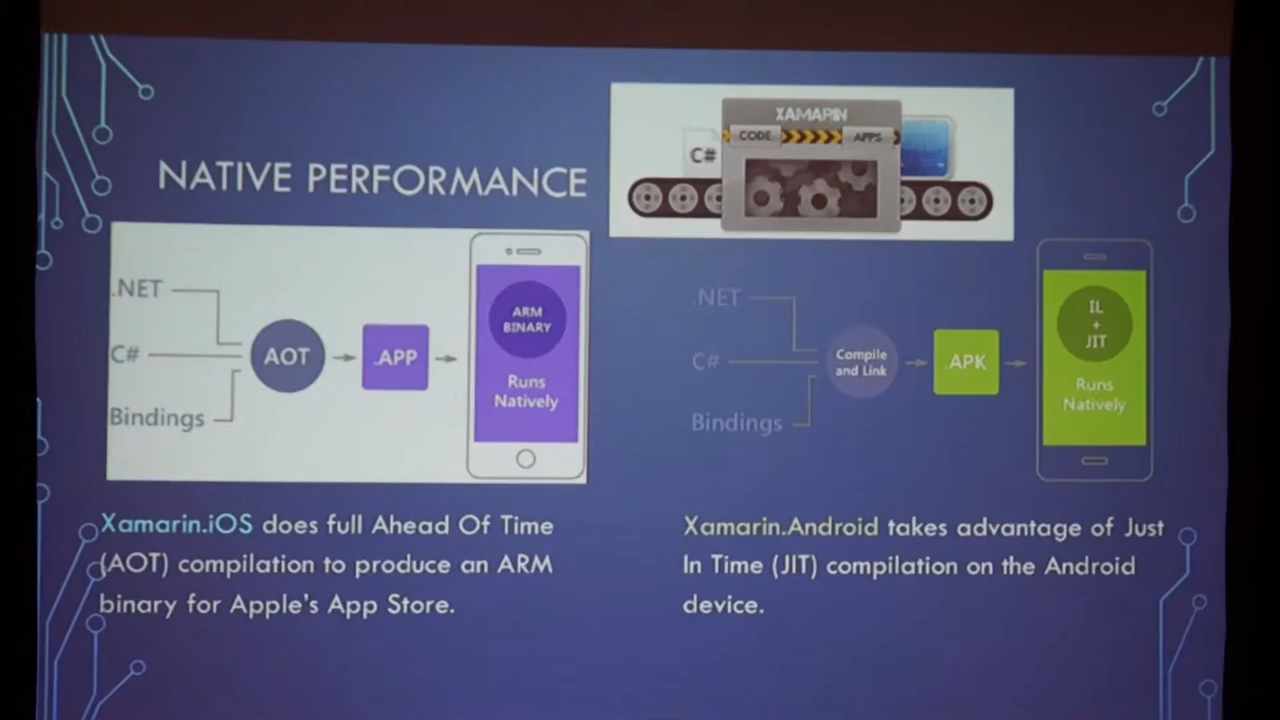 XAMARIN
CODE
APPS
C#
NATIVE PERFORMANCE
.NET
C#
Bindings
AOT
.APP
ARM
BINARY
Runs
Natively
.NET
C#
Bindings
Compile
and Link
.APK
IL
+
JIT
Runs
Natively
Xamarin.iOS does full Ahead Of Time
(AOT) compilation to produce an ARM
binary for Apple's App Store.
Xamarin.Android takes advantage of Just
In Time (JIT) compilation on the Android
device.